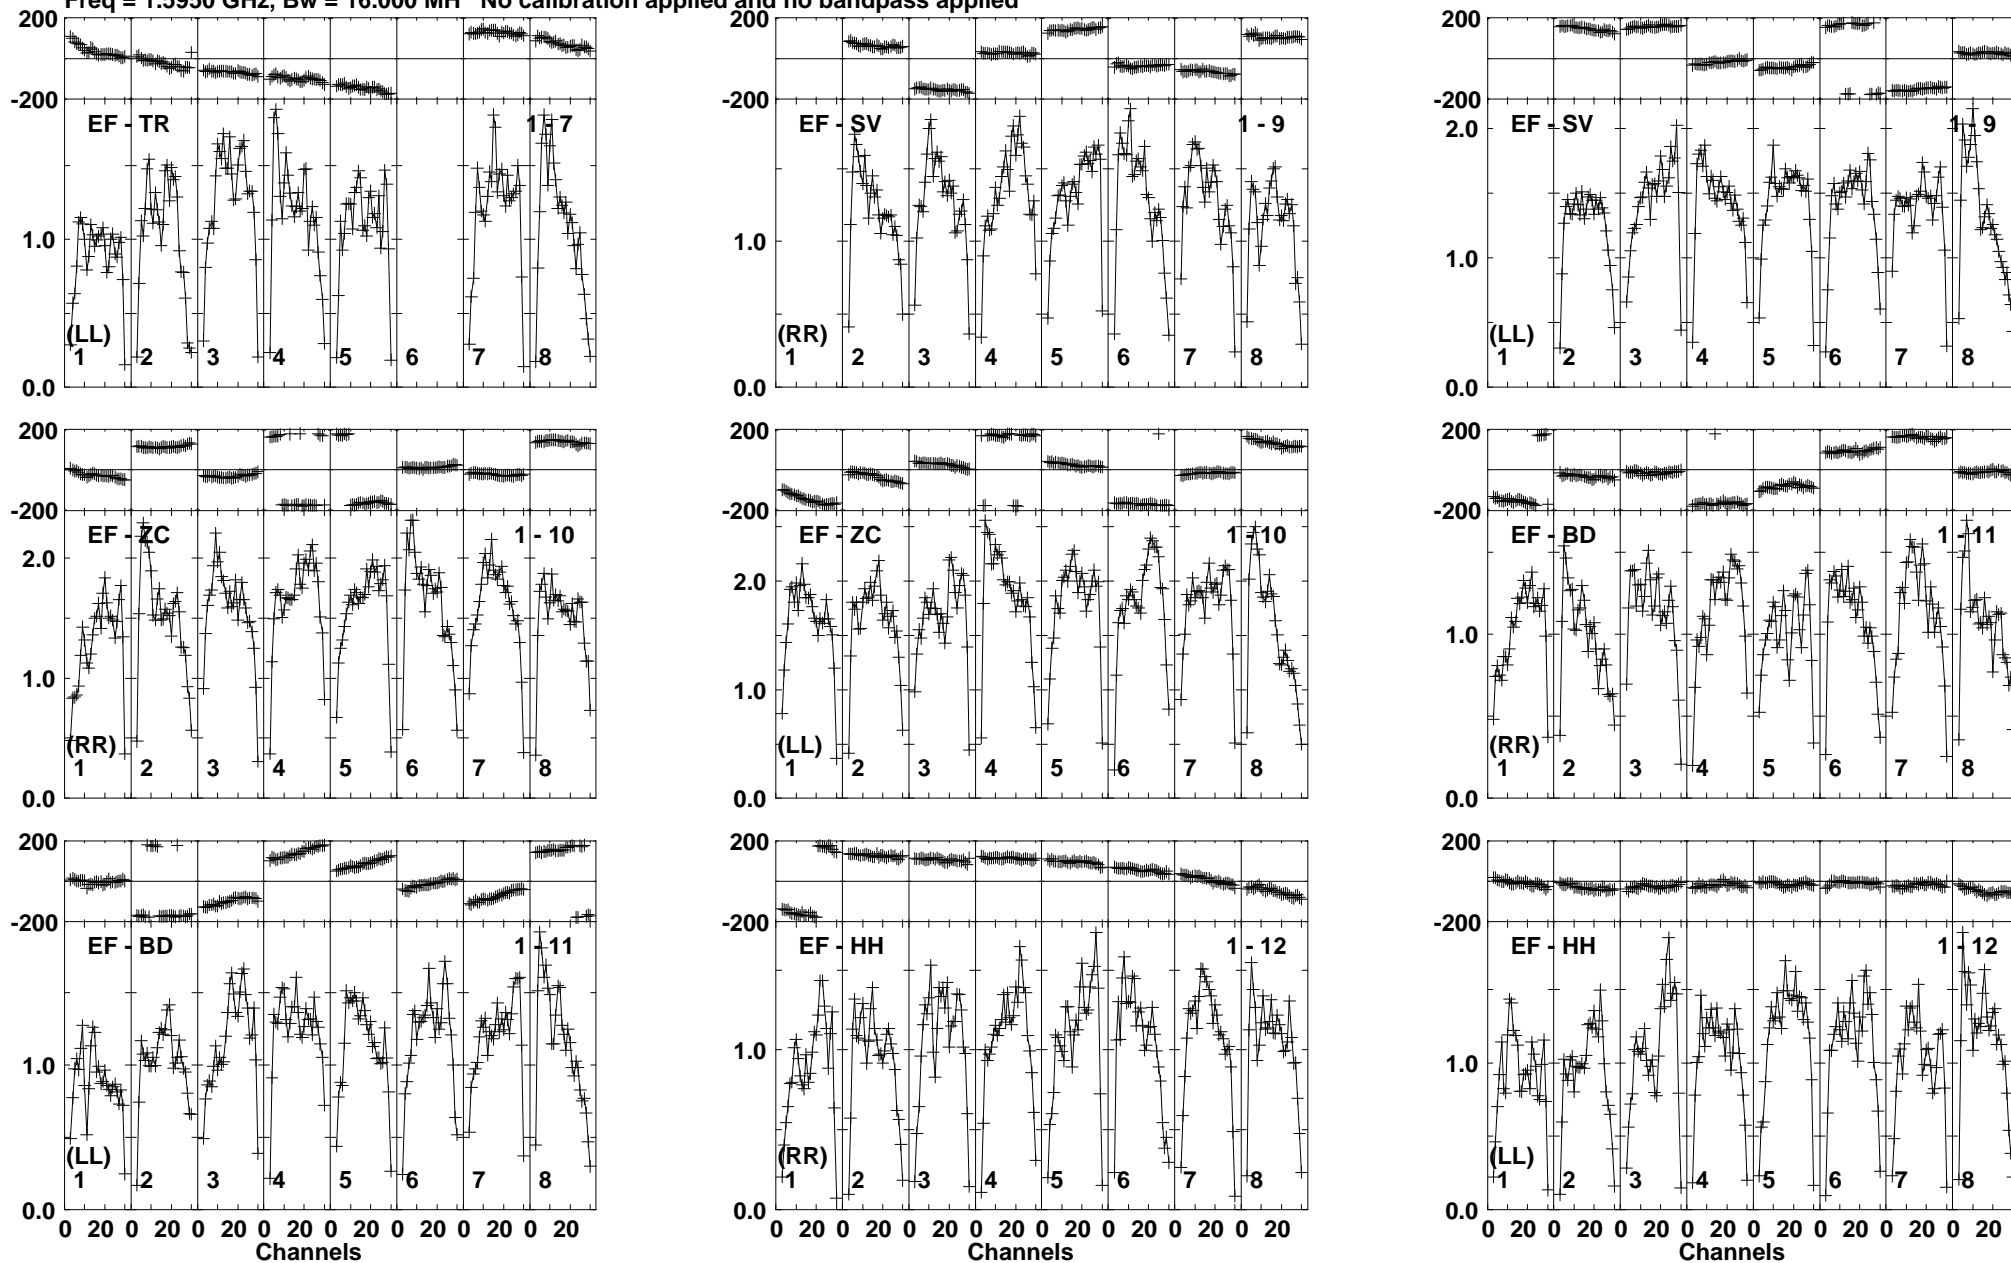 Freq = 1.5950 GHz, Bw = 16.000 MH No calibration applied and no bandpass applied
200 200 200
-200 -200 -200
EF - TR 1 - 7 EF - SV 1 - 9 EF - SV 1 - 9
2.0
1.0 1.0 1.0
(LL) (RR) (LL)
1 2 3 4 5 6 7 8 1 2 3 4 5 6 7 8 1 2 3 4 5 6 7 8
0.0 0.0 0.0
200 200 200
-200 -200 -200
EF - ZC 1 - 10 EF - ZC 1 - 10 EF - BD 1 - 11
2.0 2.0
1.0 1.0 1.0
(RR) (LL) (RR)
1 2 3 4 5 6 7 8 1 2 3 4 5 6 7 8 1 2 3 4 5 6 7 8
0.0 0.0 0.0
200 200 200
-200 -200 -200
EF - BD 1 - 11 EF - HH 1 - 12 EF - HH 1 - 12
1.0 1.0 1.0
(LL) (RR) (LL)
1 2 3 4 5 6 7 8 1 2 3 4 5 6 7 8 1 2 3 4 5 6 7 8
0.0 0.0 0.0
0 20 0 20 0 20 0 20 0 20 0 20 0 20 0 20 0 20 0 20 0 20 0 20 0 20 0 20 0 20 0 20 0 20 0 20 0 20 0 20 0 20 0 20 0 20 0 20
Channels Channels Channels